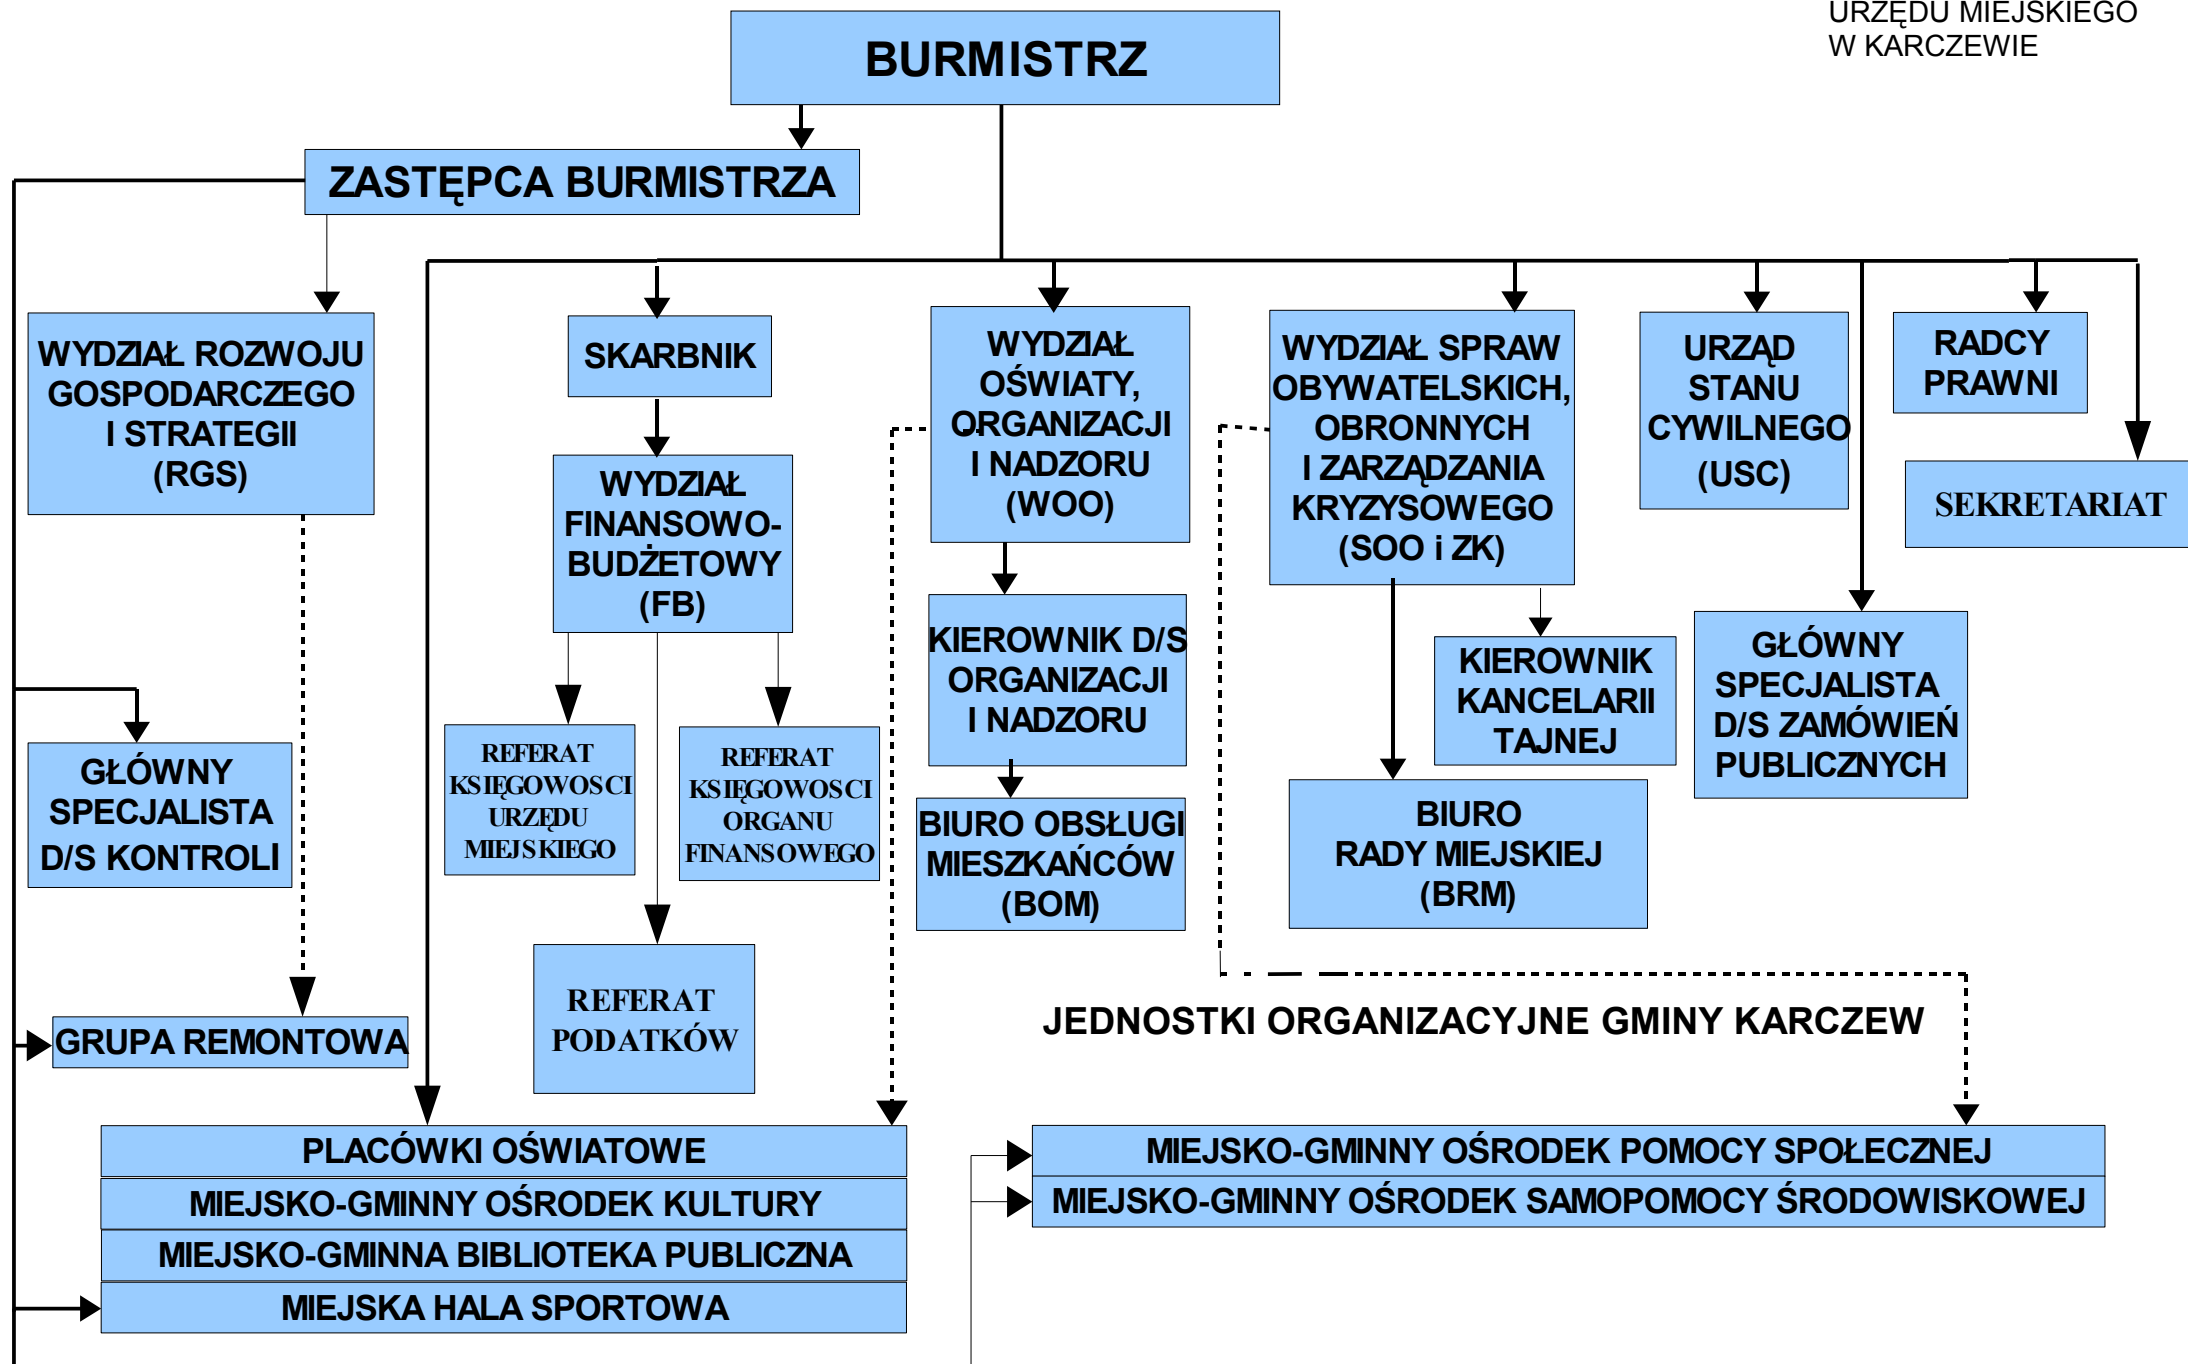 URZĘDU MIEJSKIEGO
W KARCZEWIE
BURMISTRZ
ZASTĘPCA BURMISTRZA
WYDZIAŁ ROZWOJU
GOSPODARCZEGO
I STRATEGII
(RGS)
SKARBNIK
WYDZIAŁ
FINANSOWO-
BUDŻETOWY
(FB)
WYDZIAŁ
OŚWIATY,
ORGANIZACJI
I NADZORU
(WOO)
WYDZIAŁ SPRAW
OBYWATELSKICH,
OBRONNYCH
I ZARZĄDZANIA
KRYZYSOWEGO
(SOO i ZK)
URZĄD
STANU
CYWILNEGO
(USC)
RADCY
PRAWNI
SEKRETARIAT
KIEROWNIK D/S
ORGANIZACJI
I NADZORU
KIEROWNIK
KANCELARII
TAJNEJ
GŁÓWNY
SPECJALISTA
D/S ZAMÓWIEŃ
PUBLICZNYCH
GŁÓWNY
SPECJALISTA
D/S KONTROLI
REFERAT
KSIĘGOWOSCI
URZĘDU
MIEJSKIEGO
REFERAT
KSIĘGOWOSCI
ORGANU
FINANSOWEGO
BIURO OBSŁUGI
MIESZKAŃCÓW
(BOM)
BIURO
RADY MIEJSKIEJ
(BRM)
REFERAT
PODATKÓW
GRUPA REMONTOWA
JEDNOSTKI ORGANIZACYJNE GMINY KARCZEW
PLACÓWKI OŚWIATOWE
MIEJSKO-GMINNY OŚRODEK KULTURY
MIEJSKO-GMINNA BIBLIOTEKA PUBLICZNA
MIEJSKA HALA SPORTOWA
MIEJSKO-GMINNY OŚRODEK POMOCY SPOŁECZNEJ
MIEJSKO-GMINNY OŚRODEK SAMOPOMOCY ŚRODOWISKOWEJ